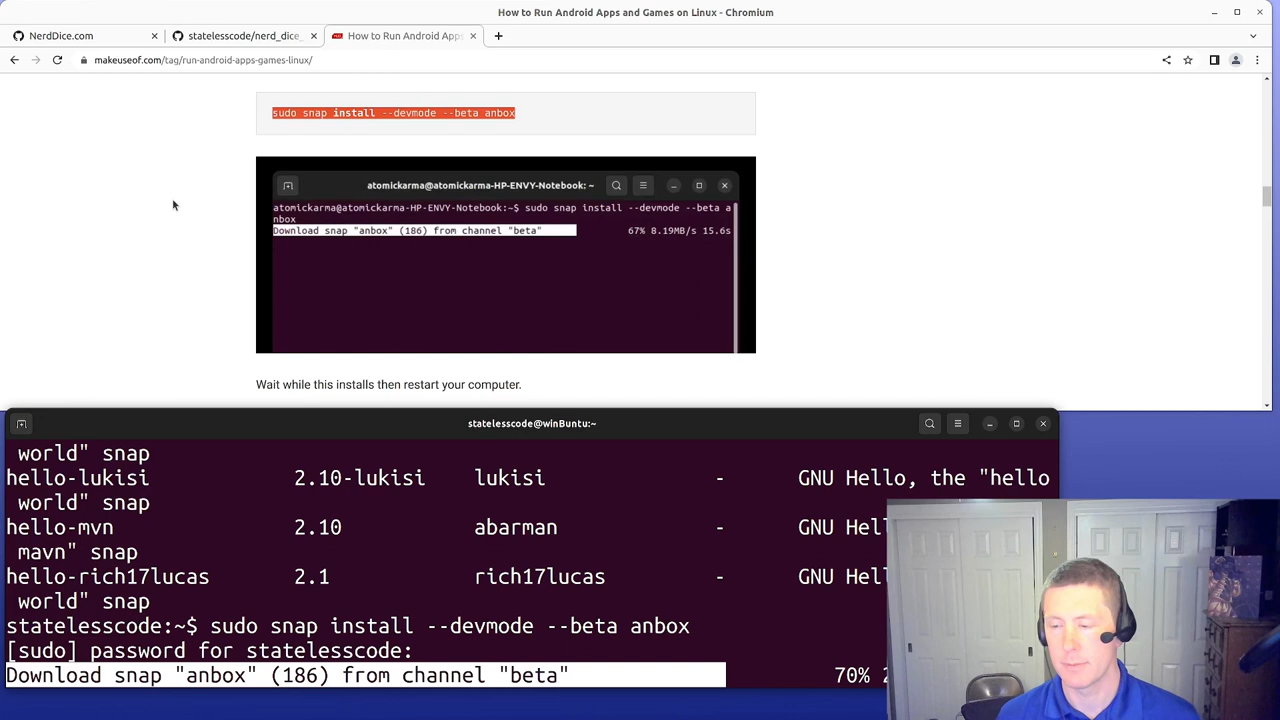 How to Run Android Apps and Games on Linux - Chromium
NerdDice.com
statelesscode/nerd_dice_
How to Run Android Apps
makeuseof.com/tag/run-android-apps-games-linux/
sudo snap install --devmode --beta anbox
atomickarma@atomickarma-HP-ENVY-Notebook: ~
atomickarma@atomickarma-HP-ENVY-Notebook:~$ sudo snap install --devmode --beta a
nbox
Download snap "anbox" (186) from channel "beta" 67% 8.19MB/s 15.6s
Wait while this installs then restart your computer.
statelesscode@winBuntu:~
world" snap
hello-lukisi 2.10-lukisi lukisi - GNU Hello, the "hello
world" snap
hello-mvn 2.10 abarman - GNU Hel
mavn" snap
hello-rich17lucas 2.1 rich17lucas - GNU Hel
world" snap
statelesscode:~$ sudo snap install --devmode --beta anbox
[sudo] password for statelesscode:
Download snap "anbox" (186) from channel "beta" 70% 2